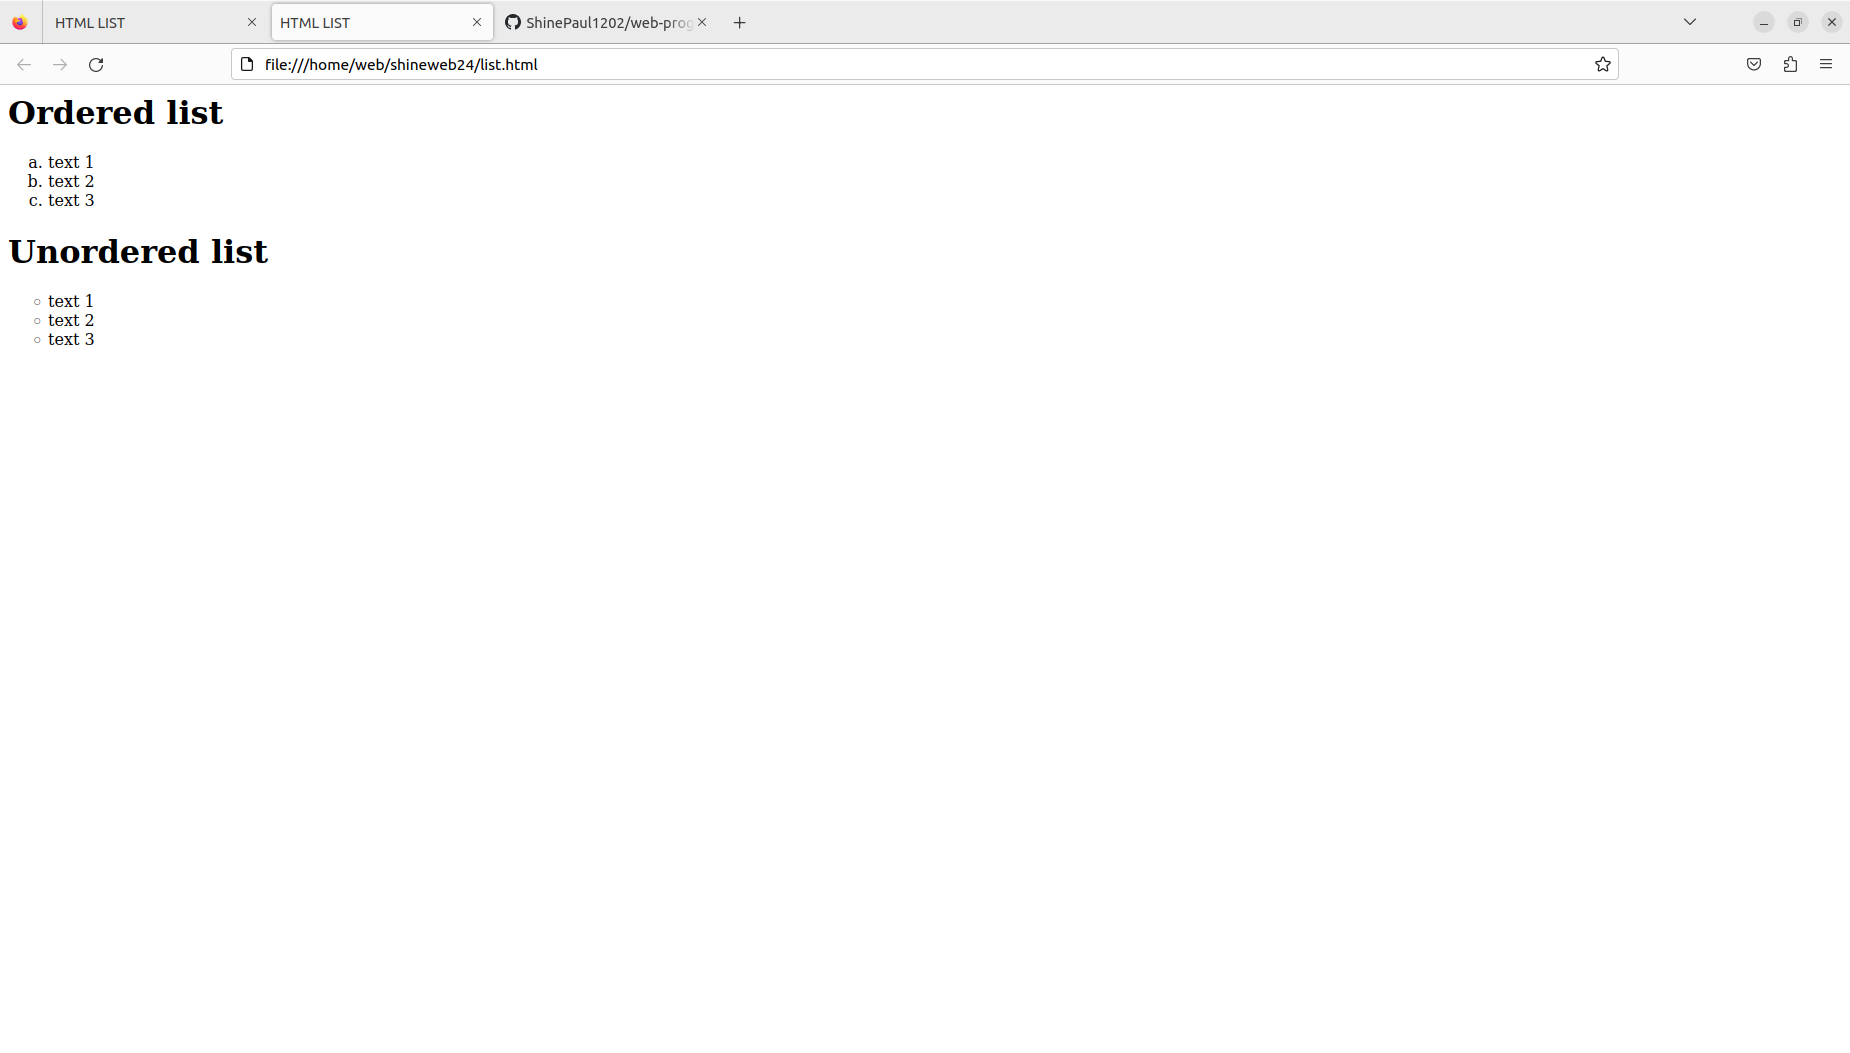 HTML LIST
HTML LIST
ShinePaul1202/web-prog
file:///home/web/shineweb24/list.html
Ordered list
a. text 1
b. text 2
c. text 3
Unordered list
◦ text 1
◦ text 2
◦ text 3